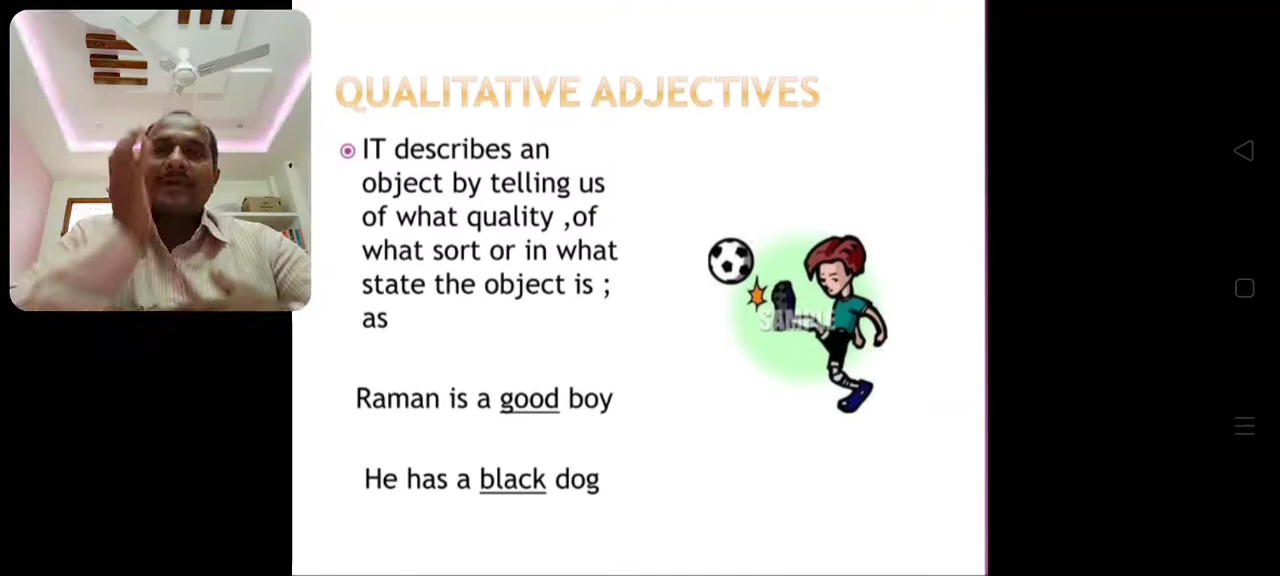 QUALITATIVE ADJECTIVES
IT describes an
object by telling us
of what quality ,of
what sort or in what
state the object is ;
as
SAMPLE
Raman is a good boy
He has a black dog